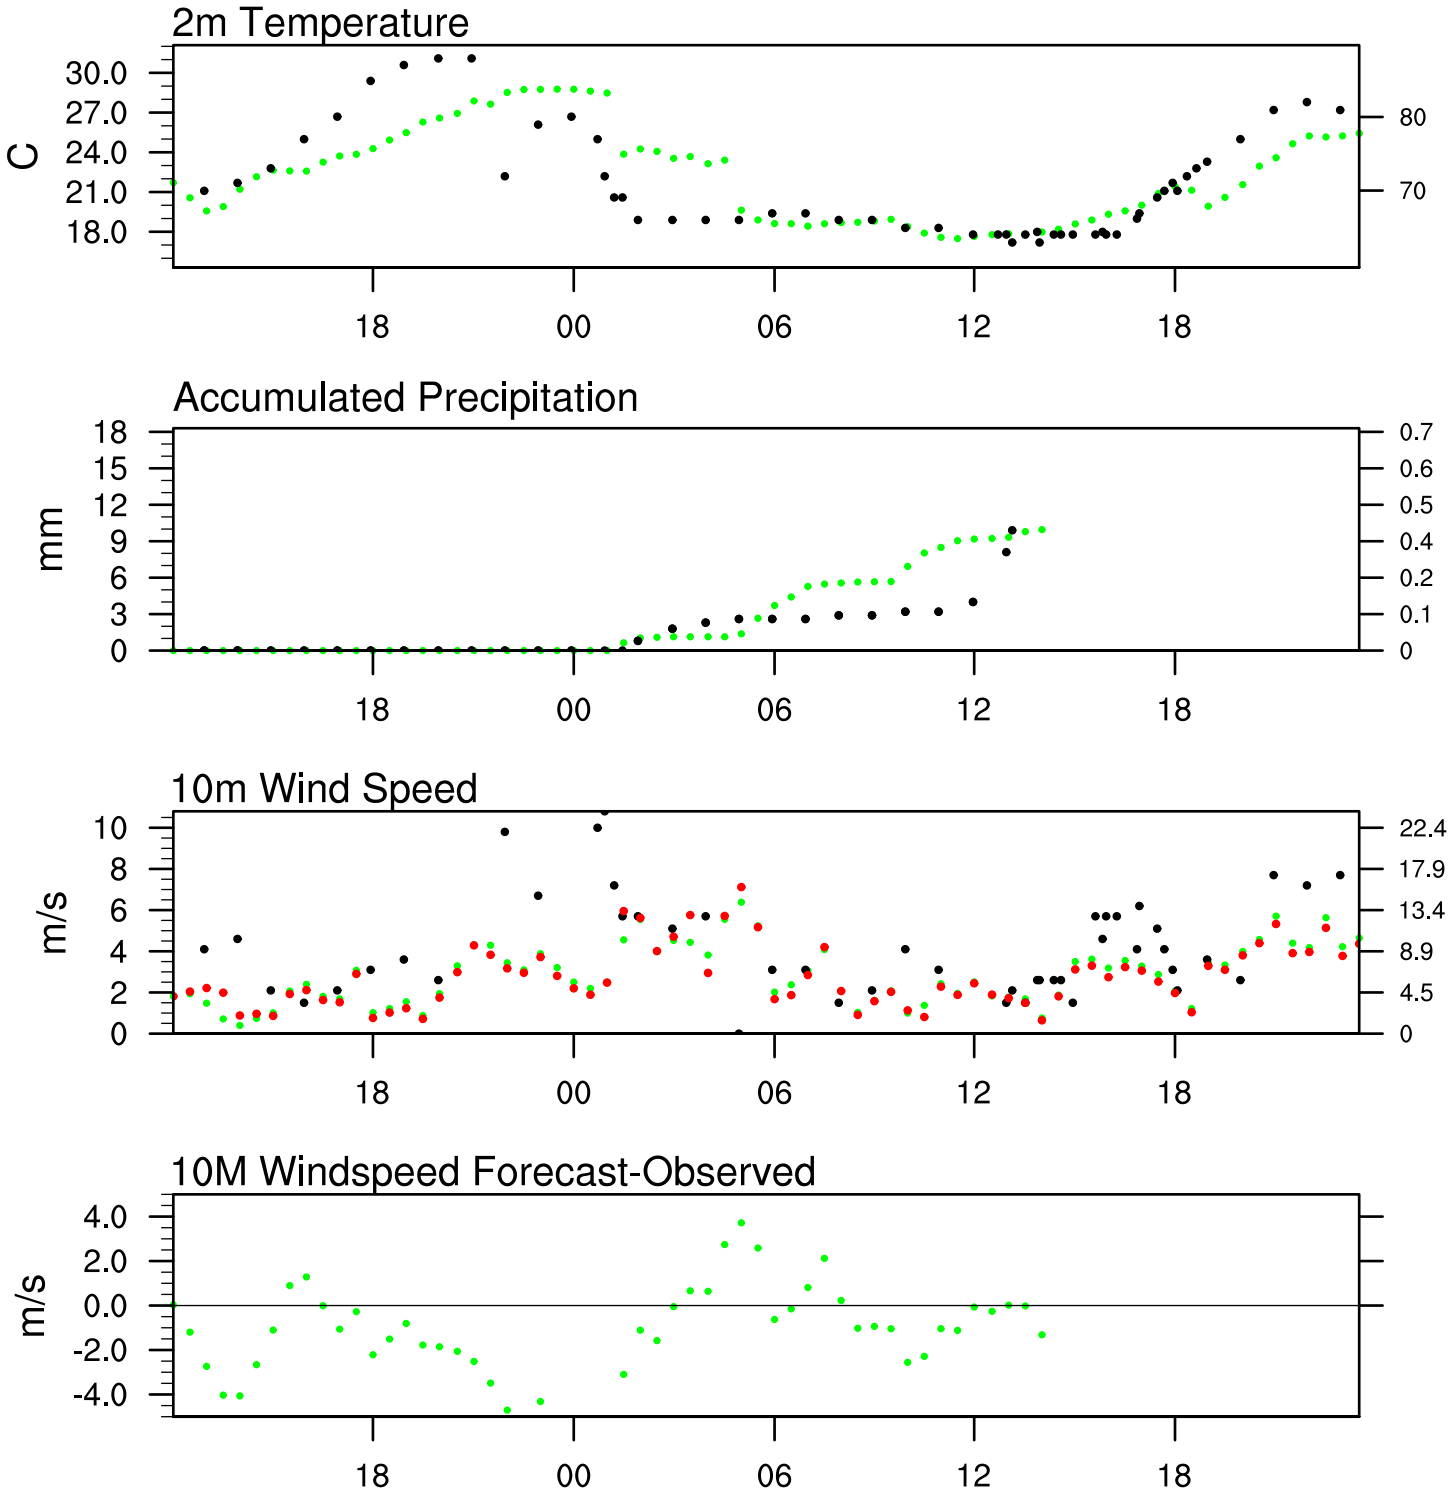 2m Temperature
30.0
27.0 80
24.0
C
21.0 70
18.0
18 00 06 12 18
Accumulated Precipitation
18 0.7
15 0.6
12 0.5
mm
9 0.4
6 0.2
3 0.1
0 0
18 00 06 12 18
10m Wind Speed
10 22.4
8 17.9
m/s
6 13.4
4 8.9
2 4.5
0 0
18 00 06 12 18
10M Windspeed Forecast-Observed
4.0
2.0
m/s
0.0
-2.0
-4.0
18 00 06 12 18